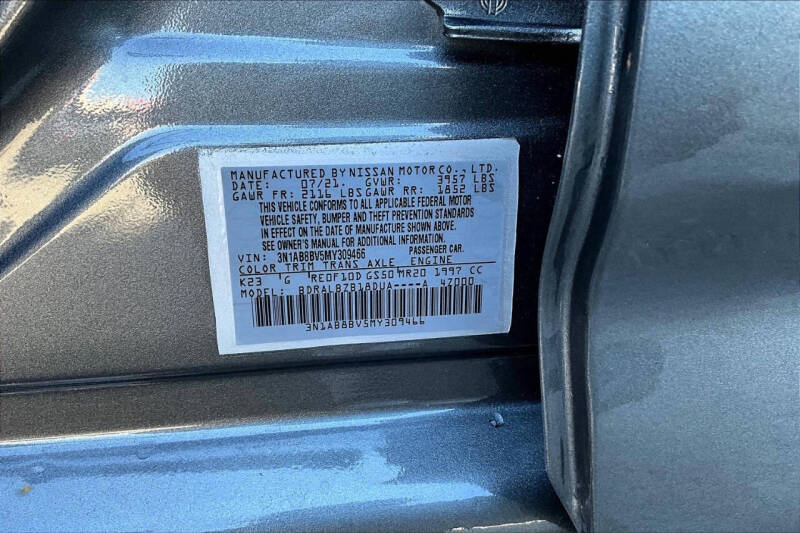 MANUFACTURED BY NISSAN MOTOR CO., LTD.
DATE: 07/21. GVWR: 3957 LBS
GAWR FR: 2116 LBS GAWR RR: 1852 LBS
THIS VEHICLE CONFORMS TO ALL APPLICABLE FEDERAL MOTOR
VEHICLE SAFETY, BUMPER AND THEFT PREVENTION STANDARDS
IN EFFECT ON THE DATE OF MANUFACTURE SHOWN ABOVE.
SEE OWNER'S MANUAL FOR ADDITIONAL INFORMATION.
VIN: 3N1AB8BV5MY309466 PASSENGER CAR.
COLOR TRIM TRANS AXLE ENGINE
K23 G RE0F10D GS50 MR20 1997 CC
MODEL: BDRALBZB18DUA----A 47000
3N1AB8BV5MY309466